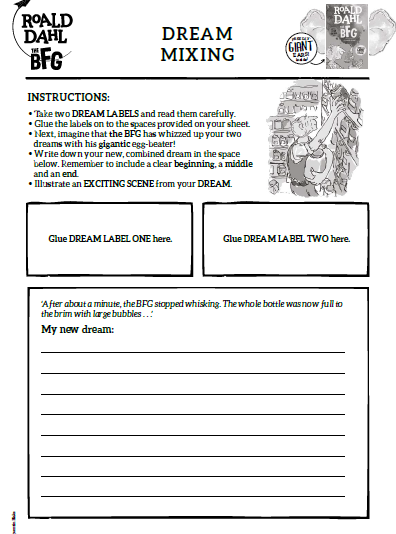 ROALD
DAHL
THE
BFG
DREAM
MIXING
GIANT
ROALD
DAHL
THE
BFG
INSTRUCTIONS:
• Take two DREAM LABELS and read them carefully.
• Glue the labels on to the spaces provided on your sheet.
• Next, imagine that the BFG has whizzed up your two
dreams with his gigantic egg-beater!
• Write down your new, combined dream in the space
below. Remember to include a clear beginning, a middle
and an end.
• Illustrate an EXCITING SCENE from your DREAM.
Glue DREAM LABEL ONE here.
Glue DREAM LABEL TWO here.
'After about a minute, the BFG stopped whisking. The whole bottle was now full to
the brim with large bubbles . . .'
My new dream: